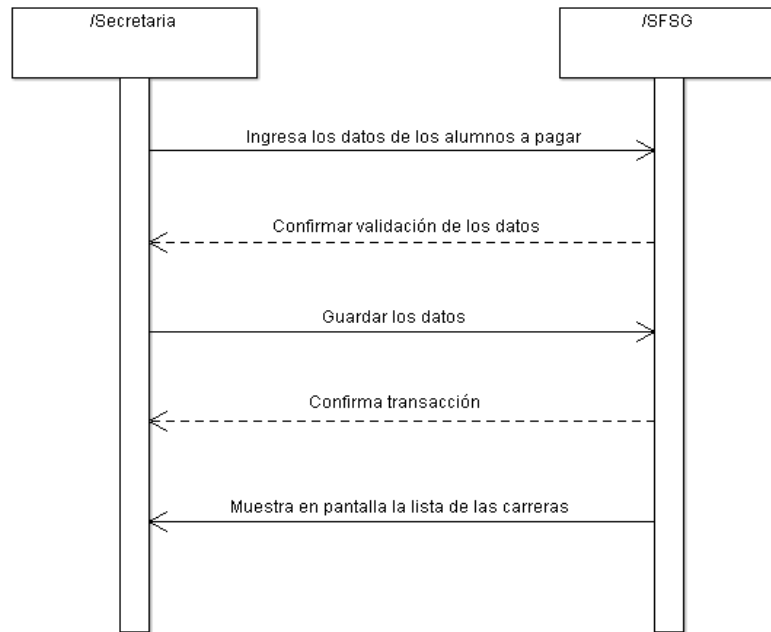 /Secretaria
/SFSG
Ingresa los datos de los alumnos a pagar
Confirmar validación de los datos
Guardar los datos
Confirma transacción
Muestra en pantalla la lista de las carreras